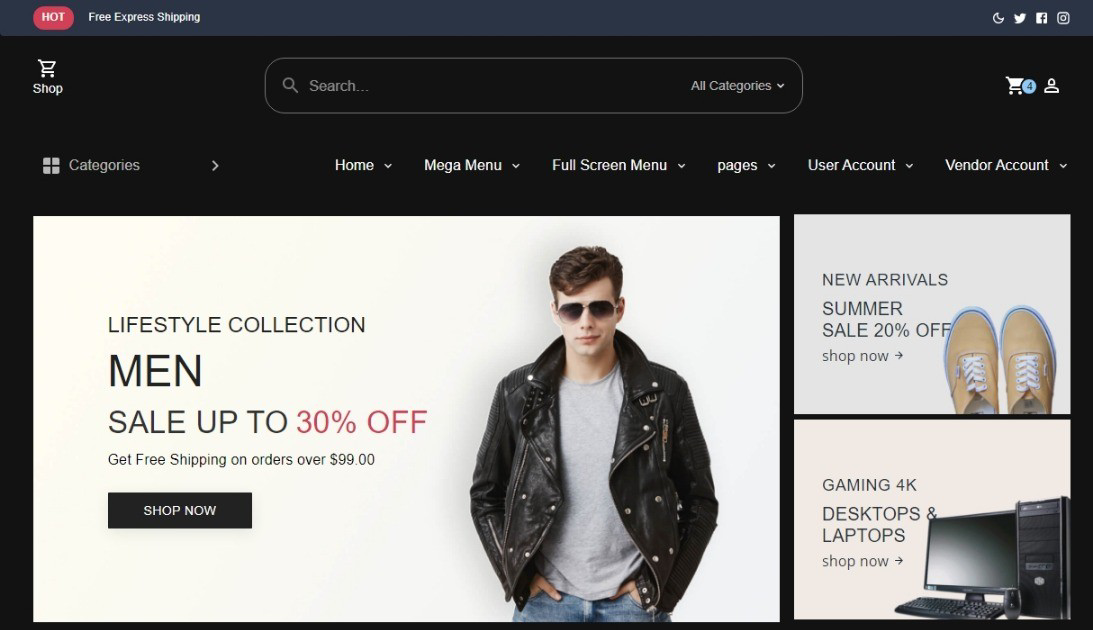 HOT Free Express Shipping
Shop
Search...
All Categories
4
Categories
Home Mega Menu Full Screen Menu pages User Account Vendor Account
LIFESTYLE COLLECTION
MEN
SALE UP TO 30% OFF
Get Free Shipping on orders over $99.00
SHOP NOW
NEW ARRIVALS
SUMMER
SALE 20% OFF
shop now →
GAMING 4K
DESKTOPS &
LAPTOPS
shop now →